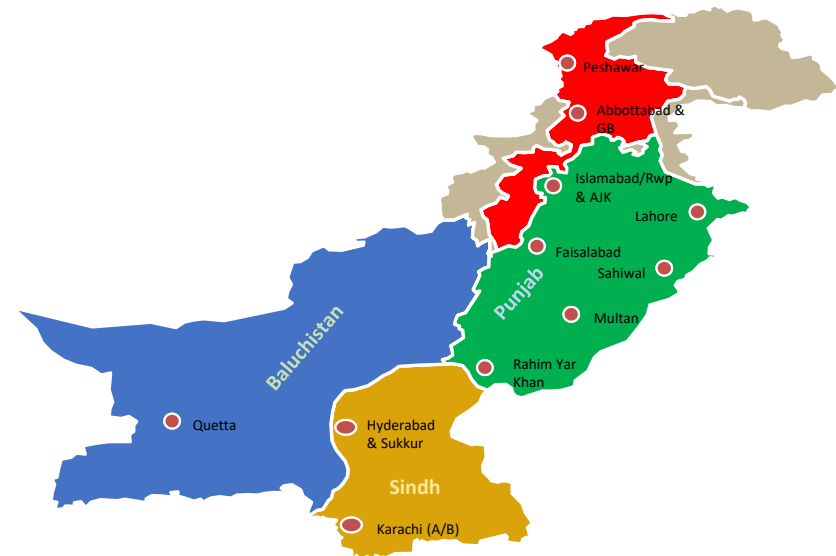 Peshawar
Abbottabad &
GB
Islamabad/Rwp
& AJK
Lahore
Faisalabad
Sahiwal
Punjab
Multan
Baluchistan
Rahim Yar
Khan
Quetta
Hyderabad
& Sukkur
Sindh
Karachi (A/B)